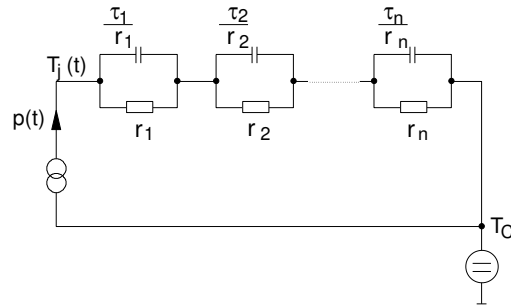 τ1 τ2 τn
r1 r2 rn
Tj (t)
r1 r2 rn
p(t)
TC